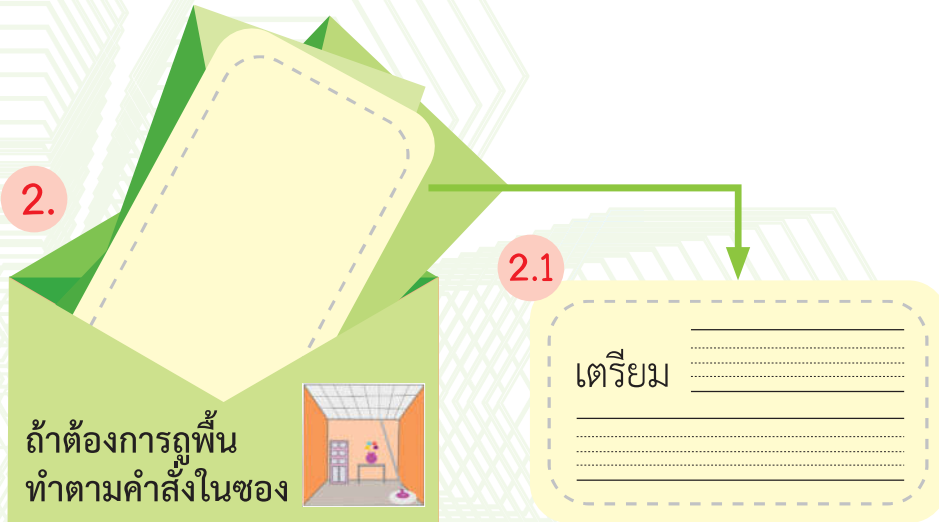 2.
ถ้าต้องการถูพื้น
ทำตามคำสั่งในซอง
2.1
เตรียม